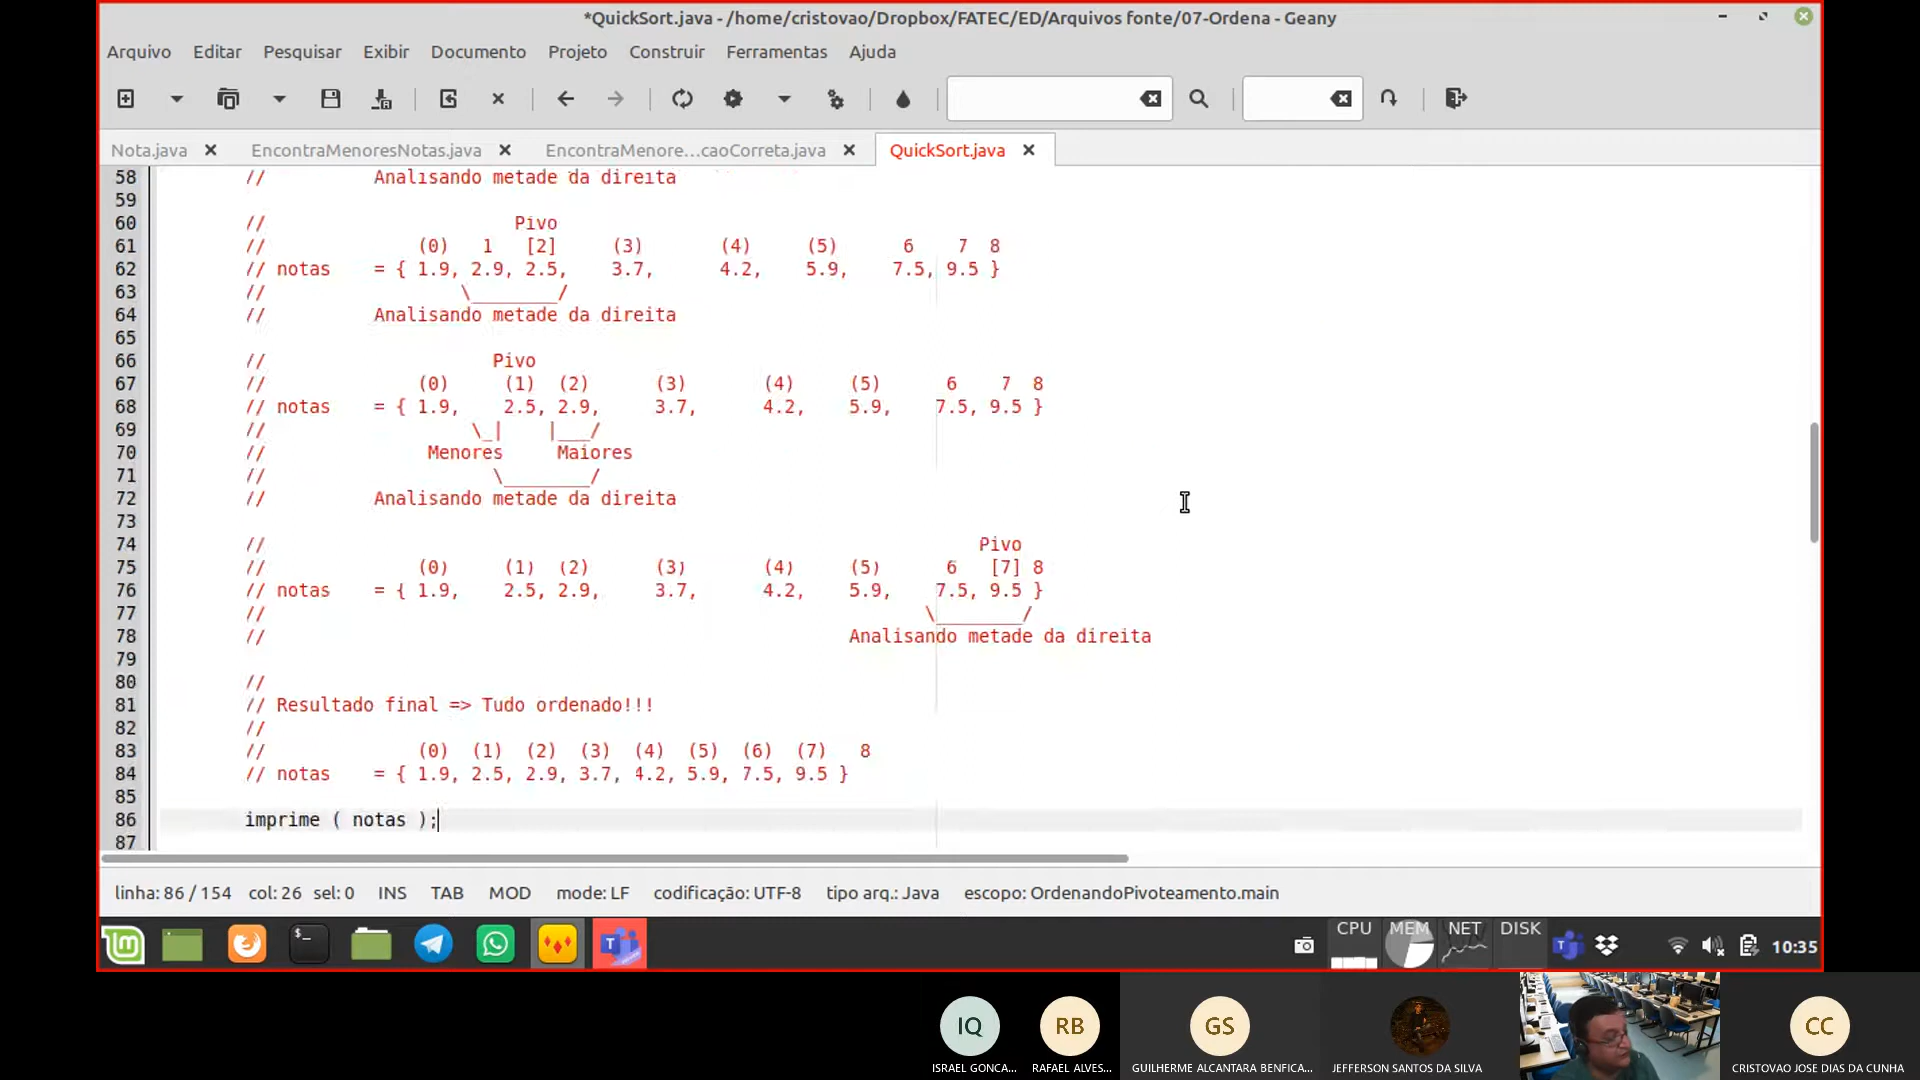 *QuickSort.java - /home/cristovao/Dropbox/FATEC/ED/Arquivos fonte/07-Ordena - Geany
Arquivo Editar Pesquisar Exibir Documento Projeto Construir Ferramentas Ajuda
Nota.java EncontraMenoresNotas.java EncontraMenore...caoCorreta.java QuickSort.java
58 // Analisando metade da direita
59
60 // Pivo
61 // (0) 1 [2] (3) (4) (5) 6 7 8
62 // notas = { 1.9, 2.9, 2.5, 3.7, 4.2, 5.9, 7.5, 9.5 }
63 // \________/
64 // Analisando metade da direita
65
66 // Pivo
67 // (0) (1) (2) (3) (4) (5) 6 7 8
68 // notas = { 1.9, 2.5, 2.9, 3.7, 4.2, 5.9, 7.5, 9.5 }
69 // \_| |___/
70 // Menores Maiores
71 // \________/
72 // Analisando metade da direita
73
74 // Pivo
75 // (0) (1) (2) (3) (4) (5) 6 [7] 8
76 // notas = { 1.9, 2.5, 2.9, 3.7, 4.2, 5.9, 7.5, 9.5 }
77 // \________/
78 // Analisando metade da direita
79
80 //
81 // Resultado final => Tudo ordenado!!!
82 //
83 // (0) (1) (2) (3) (4) (5) (6) (7) 8
84 // notas = { 1.9, 2.5, 2.9, 3.7, 4.2, 5.9, 7.5, 9.5 }
85
86 imprime ( notas );
87
linha: 86 / 154 col: 26 sel: 0 INS TAB MOD mode: LF codificação: UTF-8 tipo arq.: Java escopo: OrdenandoPivoteamento.main
CPU MEM NET DISK 10:35
IQ RB GS CC
ISRAEL GONCA... RAFAEL ALVES... GUILHERME ALCANTARA BENFICA... JEFFERSON SANTOS DA SILVA CRISTOVAO JOSE DIAS DA CUNHA